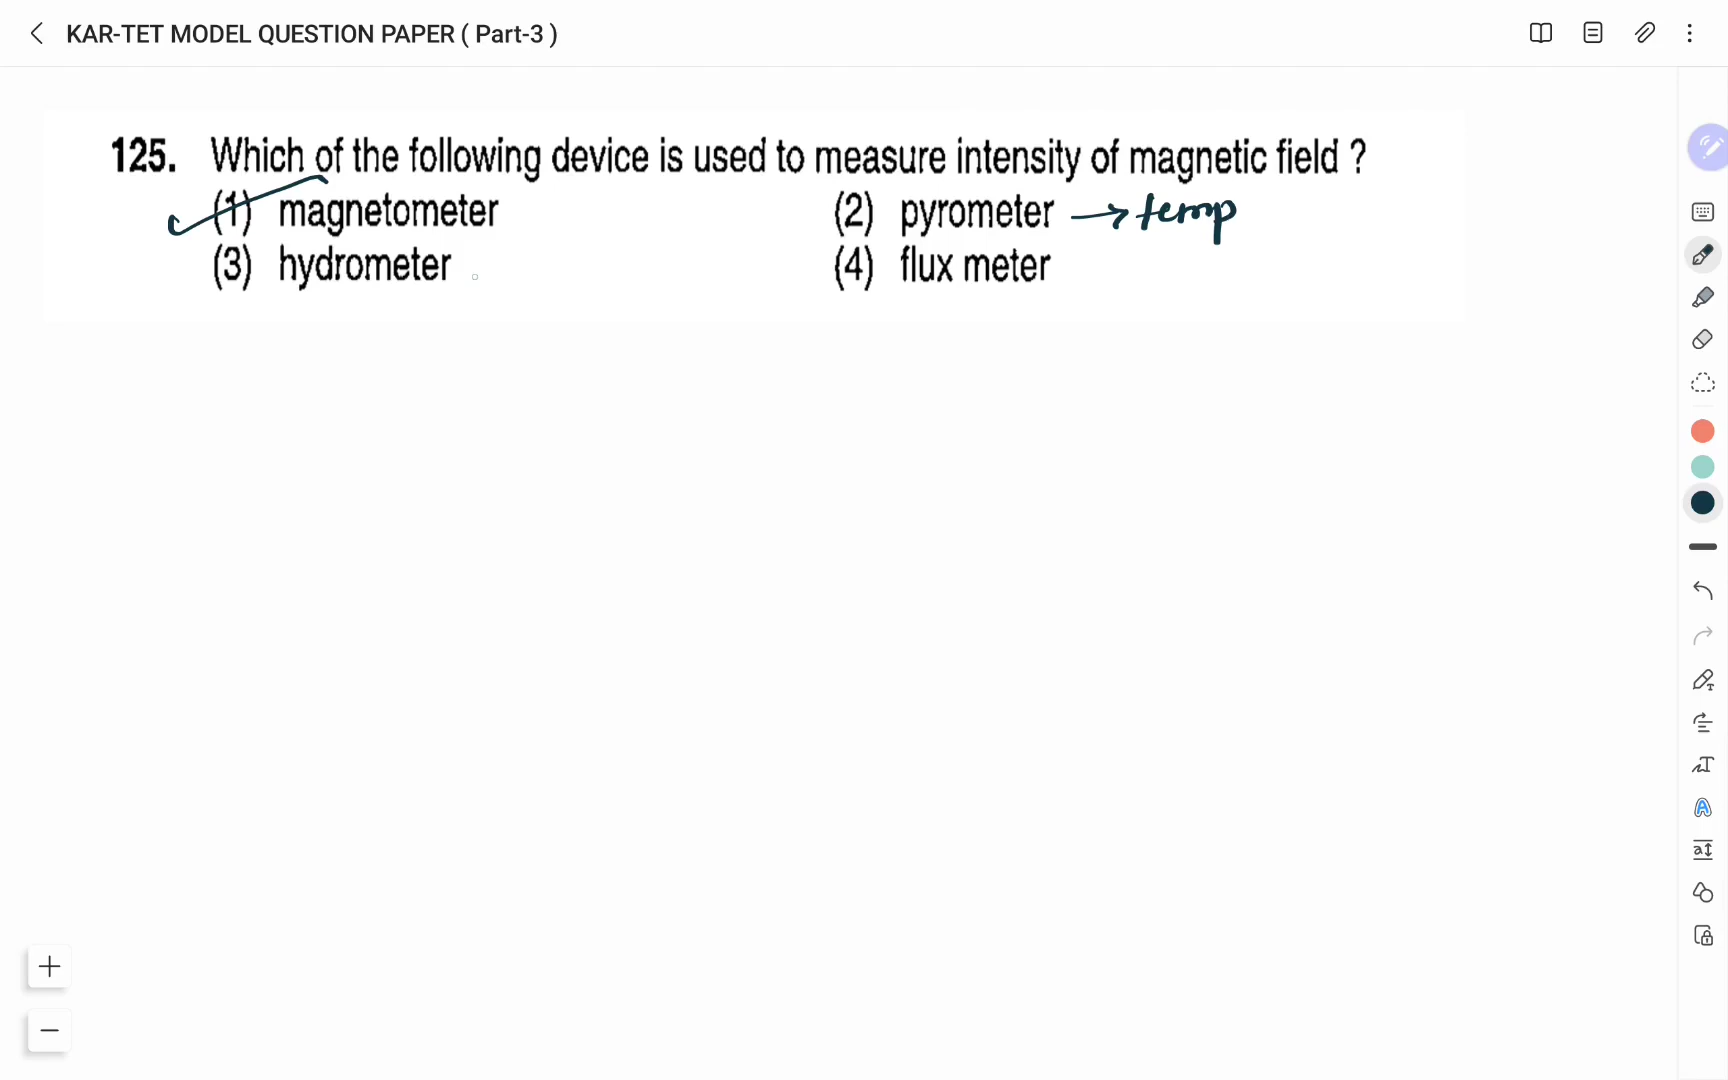 KAR-TET MODEL QUESTION PAPER ( Part-3 )
125. Which of the following device is used to measure intensity of magnetic field ?
(1) magnetometer (2) pyrometer → temp
(3) hydrometer (4) flux meter